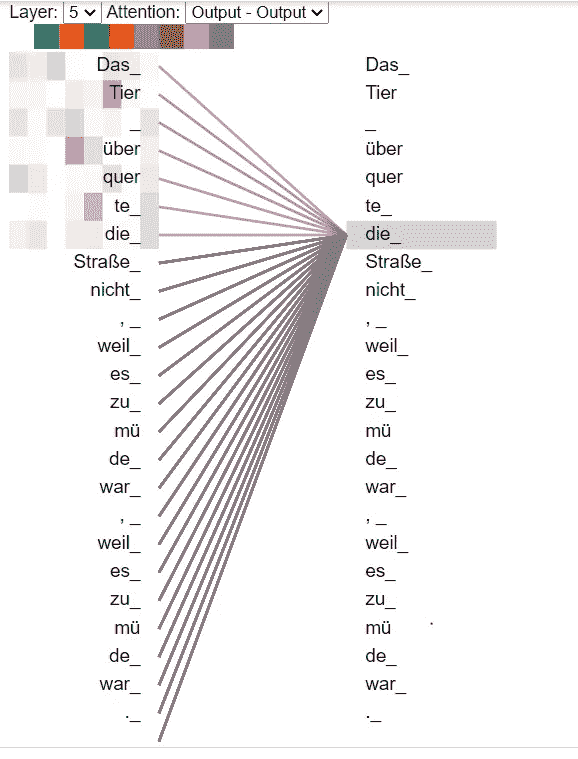 Layer: 5 Attention: Output - Output
Das_ Das_
Tier Tier
_ _
über über
quer quer
te_ te_
die_ die_
Straße_ Straße_
nicht_ nicht_
, _ , _
weil_ weil_
es_ es_
zu_ zu_
mü mü
de_ de_
war_ war_
, _ , _
weil_ weil_
es_ es_
zu_ zu_
mü mü
de_ de_
war_ war_
._ ._